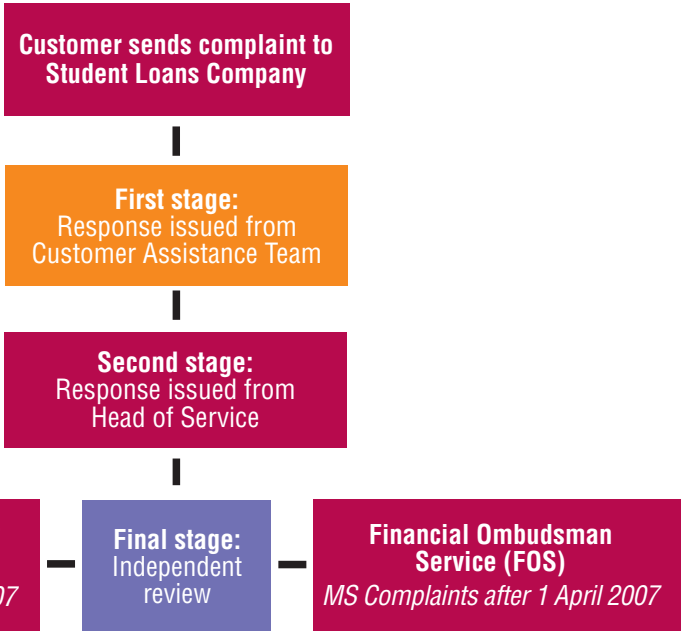 Customer sends complaint to
Student Loans Company
First stage:
Response issued from
Customer Assistance Team
Second stage:
Response issued from
Head of Service
Final stage:
Independent
review
Financial Ombudsman
Service (FOS)
MS Complaints after 1 April 2007